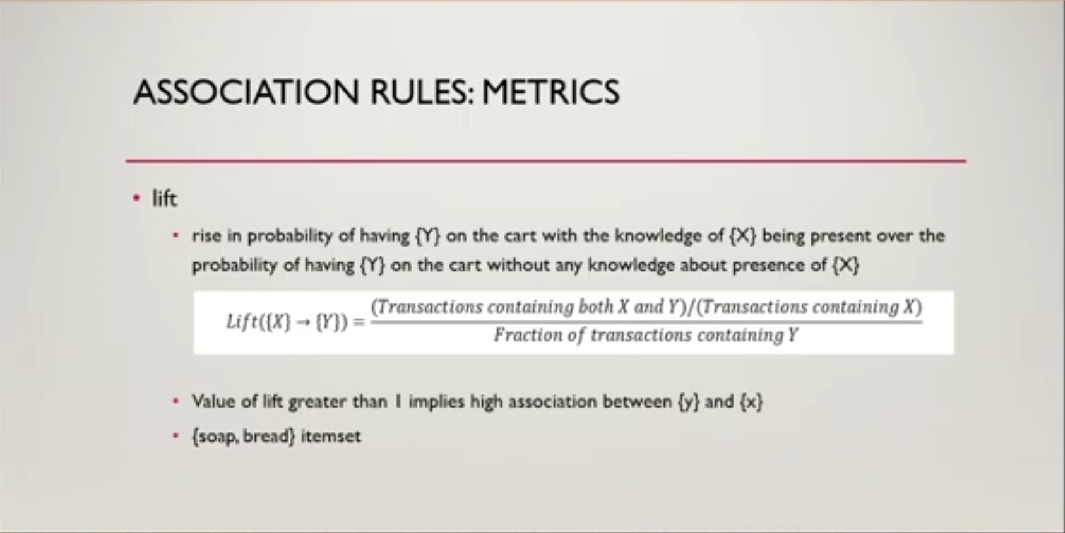 ASSOCIATION RULES: METRICS
• lift
• rise in probability of having {Y} on the cart with the knowledge of {X} being present over the
probability of having {Y} on the cart without any knowledge about presence of {X}
Lift({X} → {Y}) = (Transactions containing both X and Y)/(Transactions containing X)
Fraction of transactions containing Y
• Value of lift greater than 1 implies high association between {y} and {x}
• {soap, bread} itemset